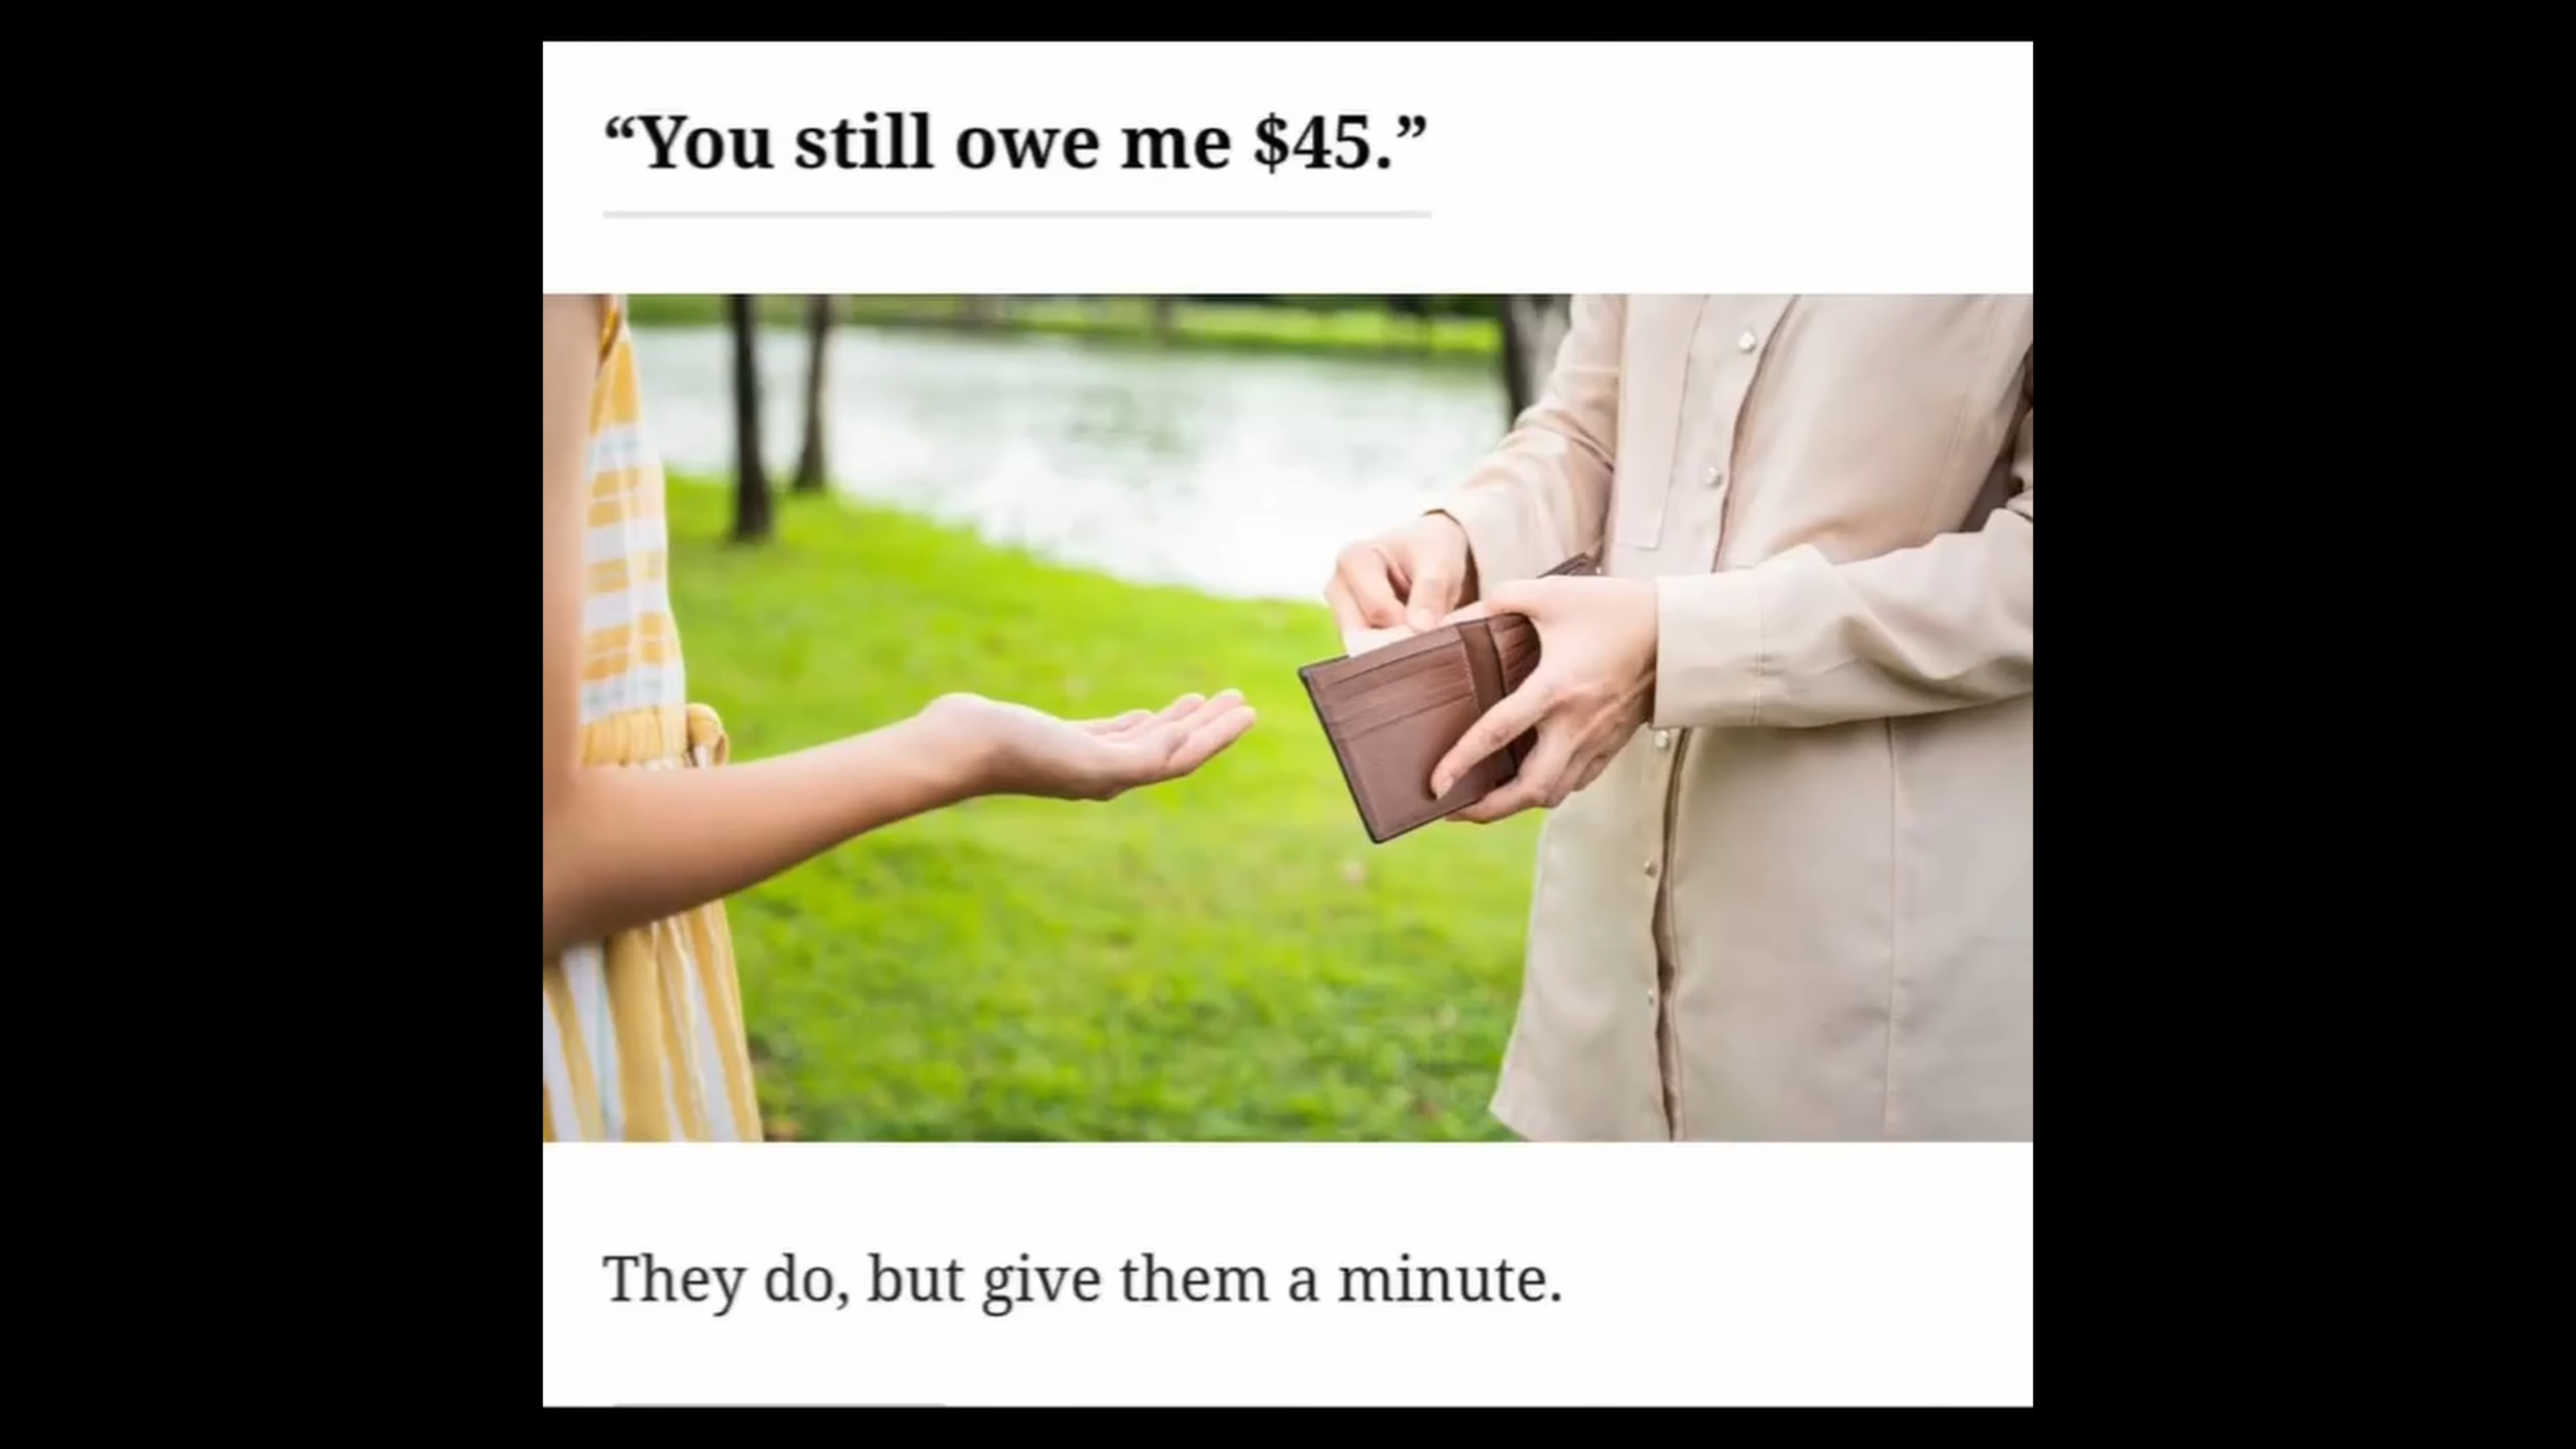 “You still owe me $45.”
They do, but give them a minute.